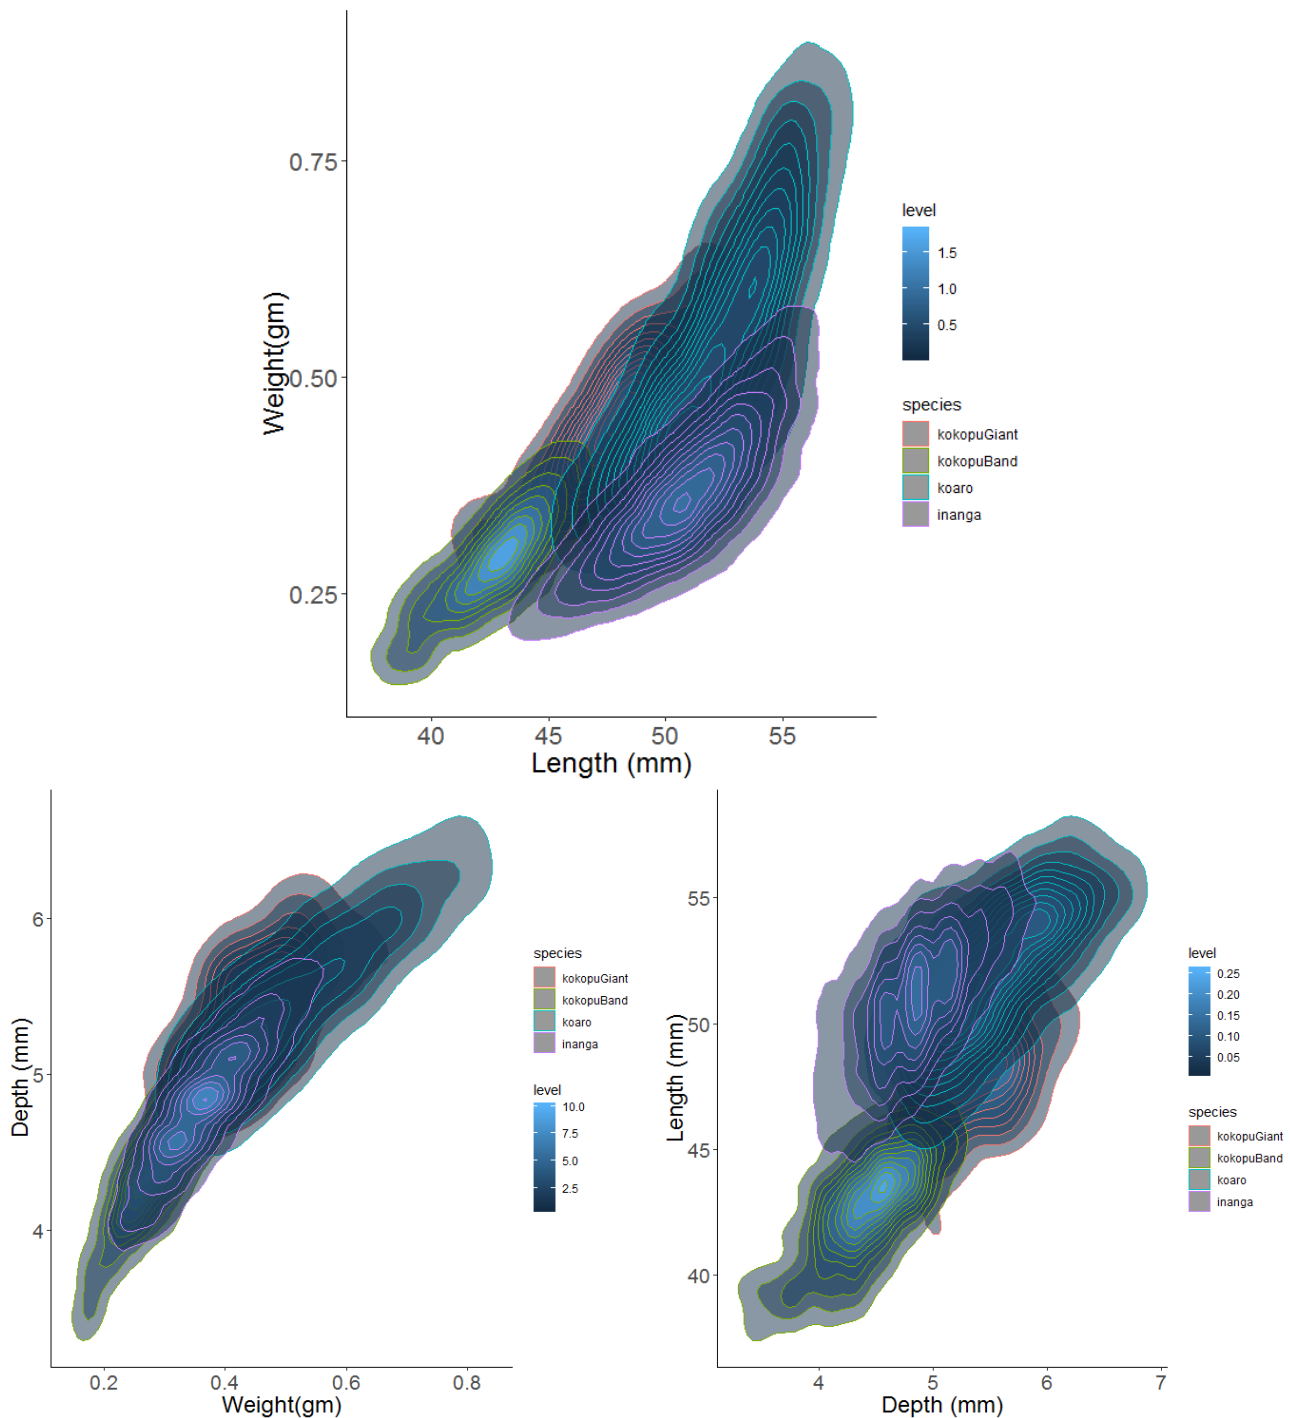 0.75
0.50
0.25
Weight(gm)
40 45 50 55
Length (mm)
level
1.5
1.0
0.5
species
kokopuGiant
kokopuBand
koaro
inanga
6
5
4
Depth (mm)
0.2 0.4 0.6 0.8
Weight(gm)
species
kokopuGiant
kokopuBand
koaro
inanga
level
10.0
7.5
5.0
2.5
55
50
45
40
Length (mm)
4 5 6 7
Depth (mm)
level
0.25
0.20
0.15
0.10
0.05
species
kokopuGiant
kokopuBand
koaro
inanga